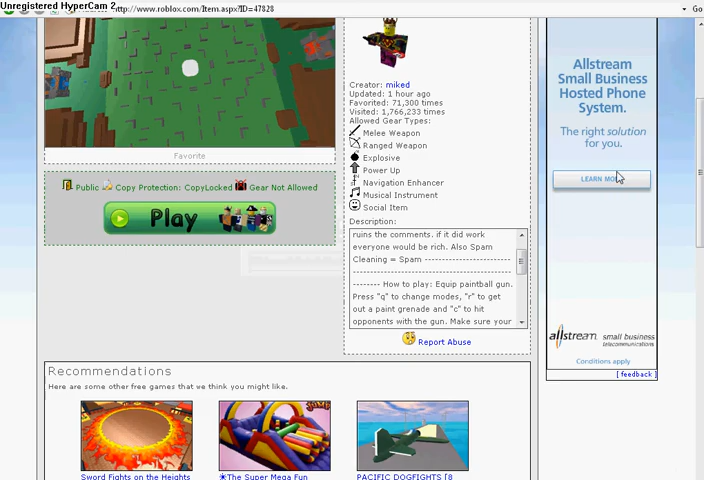 Unregistered HyperCam 2
http://www.roblox.com/Item.aspx?ID=47828
Go
Favorite
Public Copy Protection: CopyLocked Gear Not Allowed
Play
Creator: miked
Updated: 1 hour ago
Favorited: 71,300 times
Visited: 1,766,233 times
Allowed Gear Types:
Melee Weapon
Ranged Weapon
Explosive
Power Up
Navigation Enhancer
Musical Instrument
Social Item
Description:
ruins the comments. if it did work
everyone would be rich. Also Spam
Cleaning = Spam ------------------------
--------------------------------------------
-------- How to play: Equip paintball gun.
Press "q" to change modes, "r" to get
out a paint grenade and "c" to hit
opponents with the gun. Make sure your
Report Abuse
Allstream
Small Business
Hosted Phone
System.
The right solution
for you.
LEARN MORE
allstream. small business
telecommunications
Conditions apply
[ feedback ]
Recommendations
Here are some other free games that we think you might like.
JUMP
Sword Fights on the Heights
☀The Super Mega Fun
PACIFIC DOGFIGHTS [8